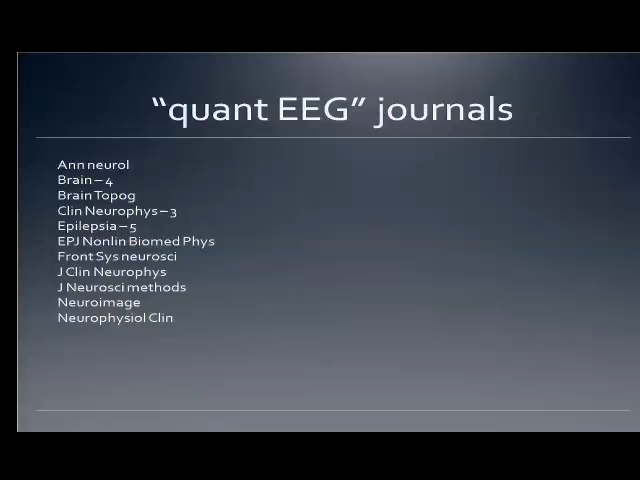 “quant EEG” journals
Ann neurol
Brain – 4
Brain Topog
Clin Neurophys – 3
Epilepsia – 5
EPJ Nonlin Biomed Phys
Front Sys neurosci
J Clin Neurophys
J Neurosci methods
Neuroimage
Neurophysiol Clin